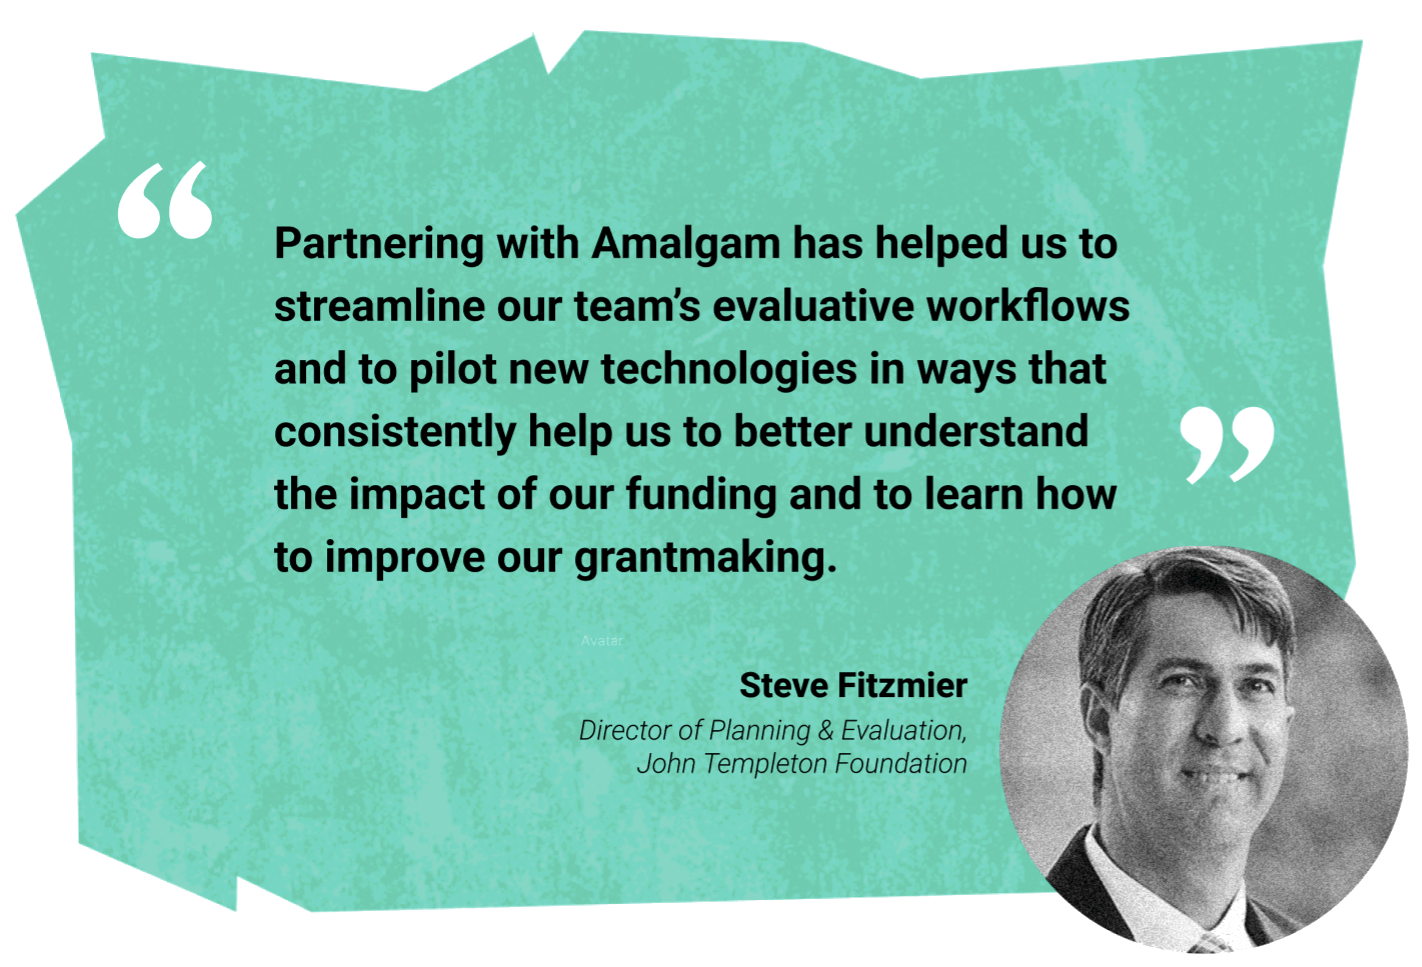 “
Partnering with Amalgam has helped us to
streamline our team’s evaluative workflows
and to pilot new technologies in ways that
consistently help us to better understand
the impact of our funding and to learn how
to improve our grantmaking.
”
Avatar
Steve Fitzmier
Director of Planning & Evaluation,
John Templeton Foundation